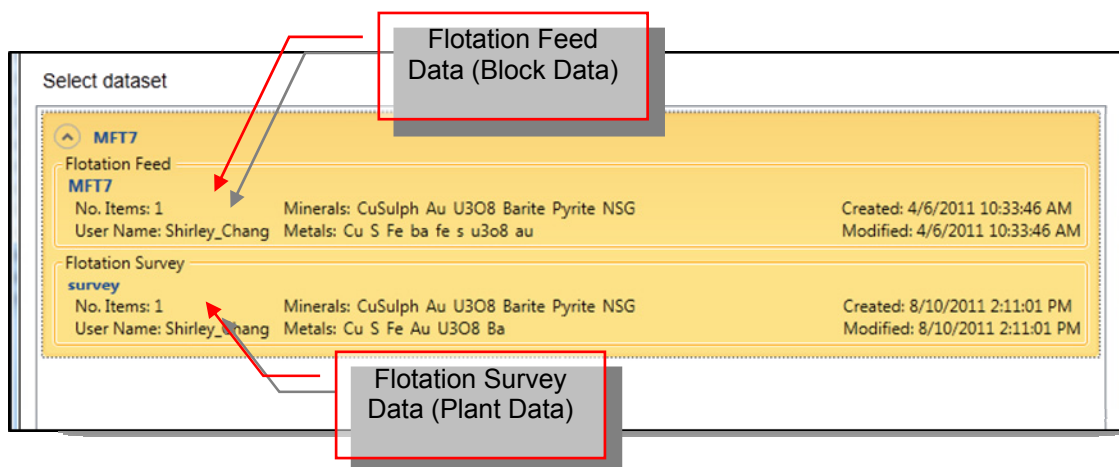 Flotation Feed
Data (Block Data)
Select dataset
MFT7
Flotation Feed
MFT7
No. Items: 1 Minerals: CuSulph Au U3O8 Barite Pyrite NSG Created: 4/6/2011 10:33:46 AM
User Name: Shirley_Chang Metals: Cu S Fe ba fe s u3o8 au Modified: 4/6/2011 10:33:46 AM
Flotation Survey
survey
No. Items: 1 Minerals: CuSulph Au U3O8 Barite Pyrite NSG Created: 8/10/2011 2:11:01 PM
User Name: Shirley_Chang Metals: Cu S Fe Au U3O8 Ba Modified: 8/10/2011 2:11:01 PM
Flotation Survey
Data (Plant Data)